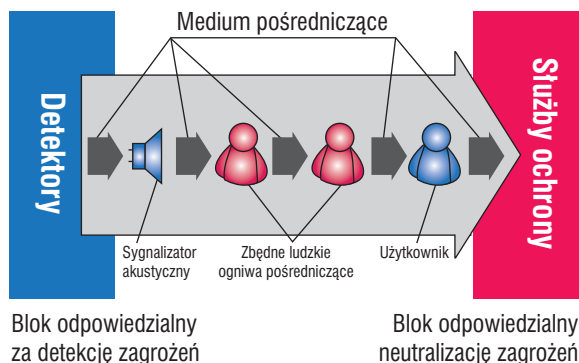 Medium pośredniczące
Detektory
Służby ochrony
Sygnalizator
akustyczny
Zbędne ludzkie
ogniwa pośredniczące
Użytkownik
Blok odpowiedzialny
za detekcję zagrożeń
Blok odpowiedzialny
neutralizację zagrożeń